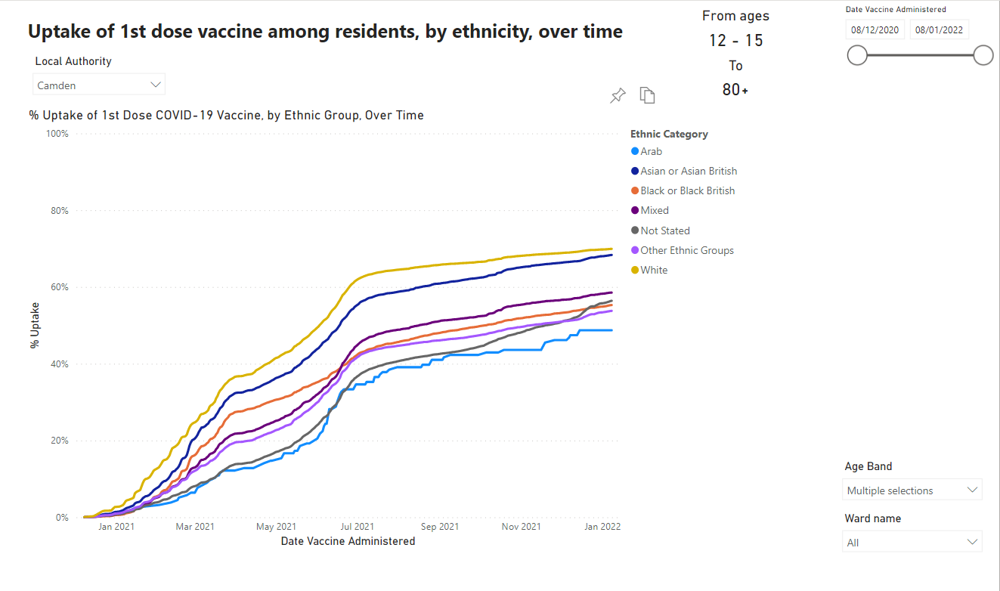 Uptake of 1st dose vaccine among residents, by ethnicity, over time
From ages
12 - 15
To
80+
Date Vaccine Administered
08/12/2020 08/01/2022
Local Authority
Camden
% Uptake of 1st Dose COVID-19 Vaccine, by Ethnic Group, Over Time
100%
80%
60%
40%
20%
0%
% Uptake
Jan 2021 Mar 2021 May 2021 Jul 2021 Sep 2021 Nov 2021 Jan 2022
Date Vaccine Administered
Ethnic Category
Arab
Asian or Asian British
Black or Black British
Mixed
Not Stated
Other Ethnic Groups
White
Age Band
Multiple selections
Ward name
All